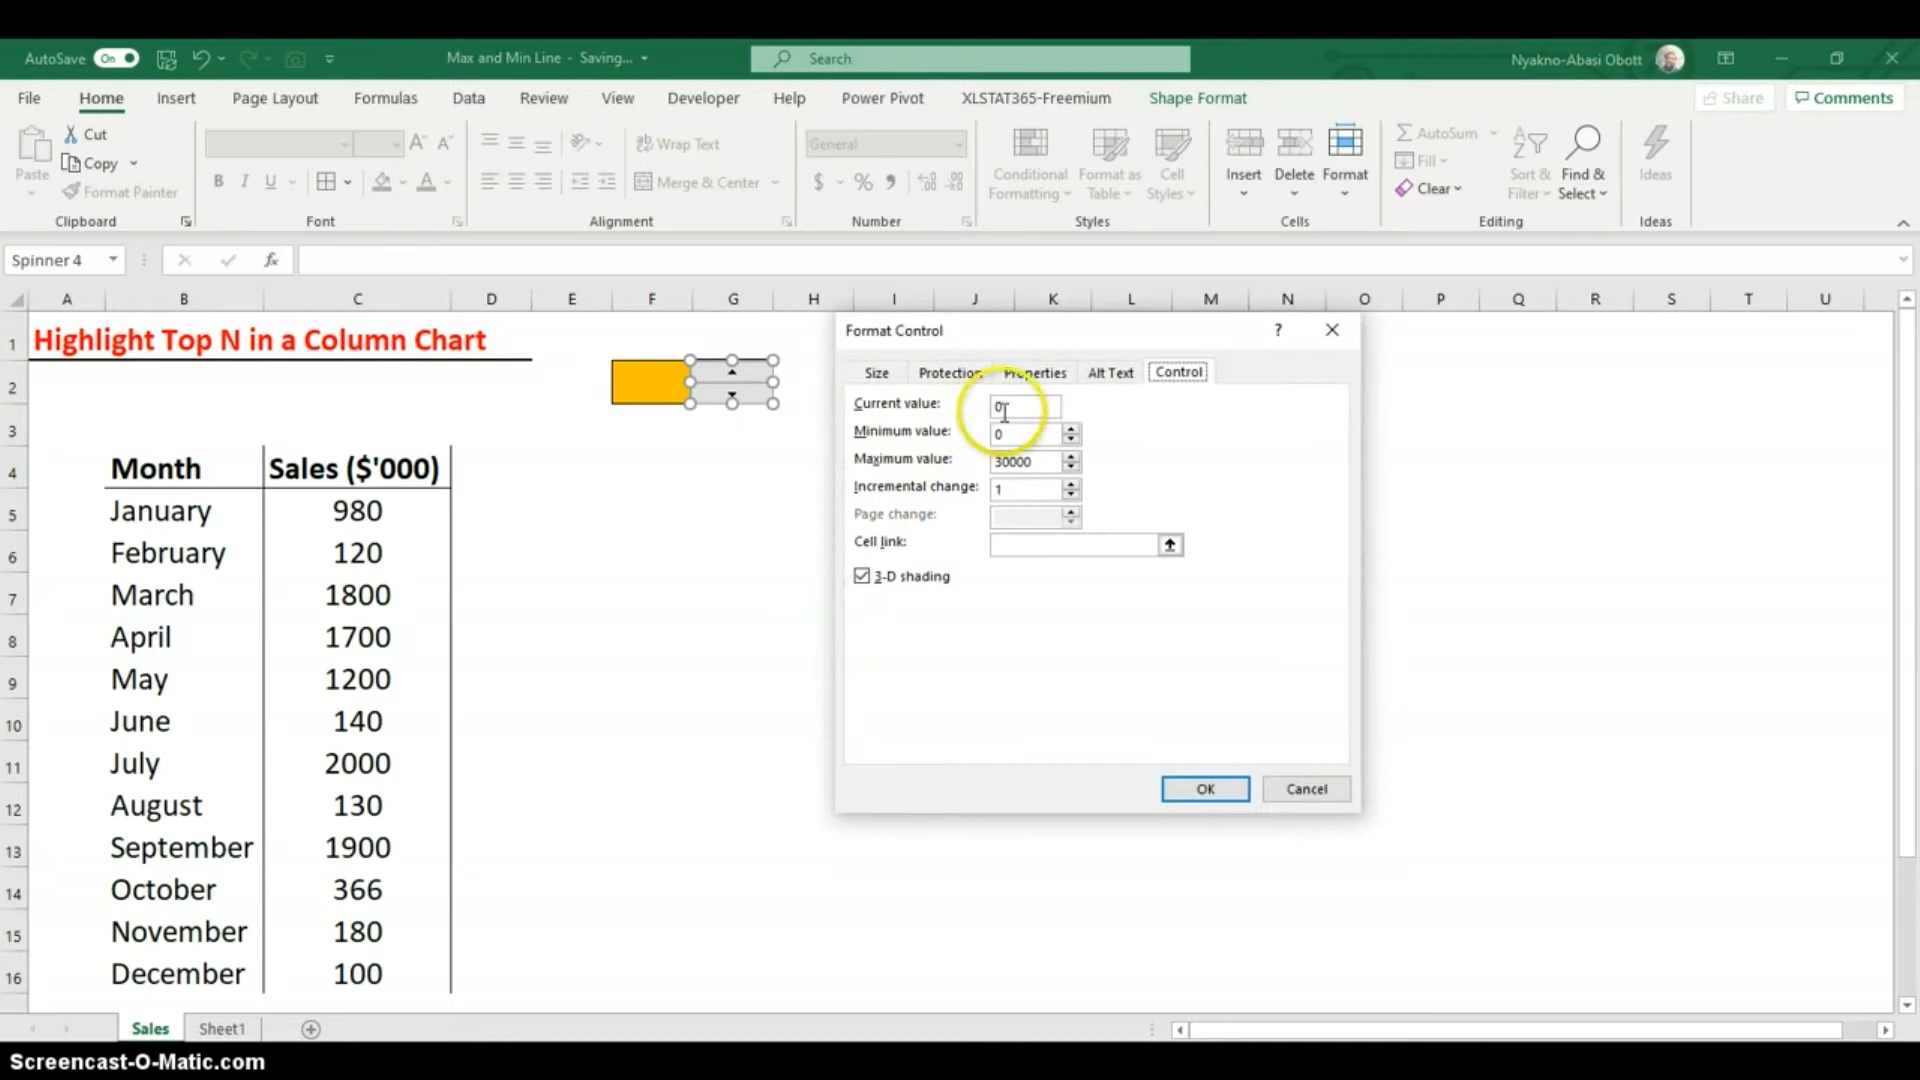 AutoSave On Max and Min Line - Saving... Search Nyakno-Abasi Obott
File Home Insert Page Layout Formulas Data Review View Developer Help Power Pivot XLSTAT365-Freemium Shape Format Share Comments
Paste
Cut
Copy
Format Painter
Clipboard
B I U
A A
A
Font
Wrap Text
Merge & Center
Alignment
General
$ % ,
Number
Conditional Formatting
Format as Table
Cell Styles
Styles
Insert
Delete
Format
Cells
AutoSum
Fill
Clear
Sort & Filter
Find & Select
Editing
Ideas
Ideas
Spinner 4 fx
A B C D E F G H I J K L M N O P Q R S T U
1 Highlight Top N in a Column Chart
2
3
4 Month Sales ($'000)
5 January 980
6 February 120
7 March 1800
8 April 1700
9 May 1200
10 June 140
11 July 2000
12 August 130
13 September 1900
14 October 366
15 November 180
16 December 100
Format Control ?
Size Protection Properties Alt Text Control
Current value: 0
Minimum value: 0
Maximum value: 30000
Incremental change: 1
Page change:
Cell link:
3-D shading
OK Cancel
Sales Sheet1
Screencast-O-Matic.com